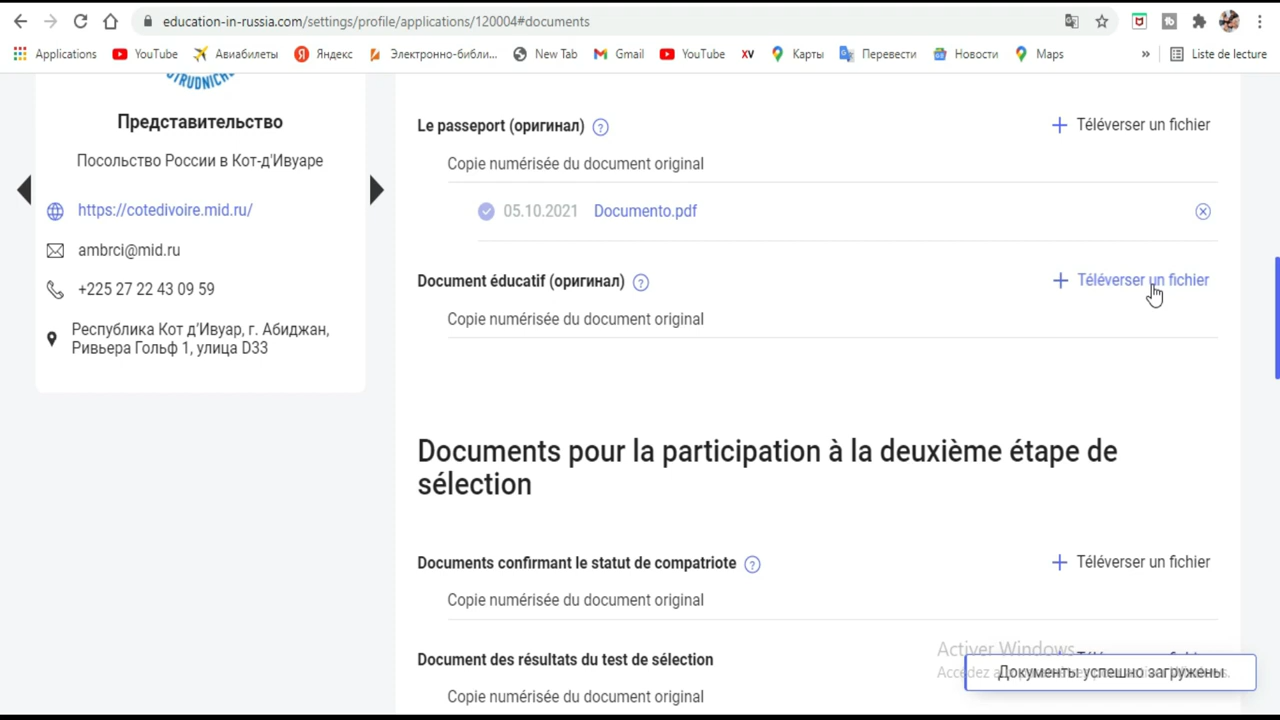 education-in-russia.com/settings/profile/applications/120004#documents
Applications YouTube Авиабилеты Яндекс Электронно-библи... New Tab Gmail YouTube XV Карты Перевести Новости Maps » Liste de lecture
TRUDNICH
Представительство
Посольство России в Кот-д'Ивуаре
https://cotedivoire.mid.ru/
ambrci@mid.ru
+225 27 22 43 09 59
Республика Кот д'Ивуар, г. Абиджан,
Ривьера Гольф 1, улица D33
Le passeport (оригинал) ? + Téléverser un fichier
Copie numérisée du document original
05.10.2021 Documento.pdf
Document éducatif (оригинал) ? + Téléverser un fichier
Copie numérisée du document original
Documents pour la participation à la deuxième étape de
sélection
Documents confirmant le statut de compatriote ? + Téléverser un fichier
Copie numérisée du document original
Document des résultats du test de sélection
Copie numérisée du document original
Activer Windows
Документы успешно загружены